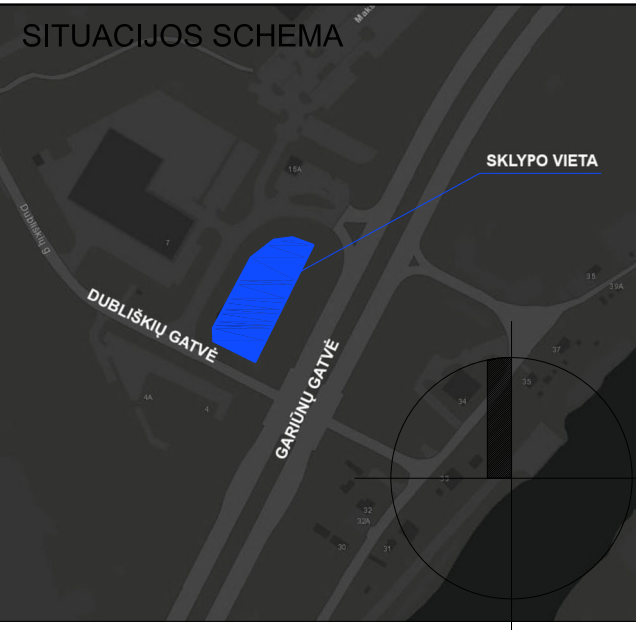 SITUACIJOS SCHEMA
SKLYPO VIETA
15A
Dubliškių g
7
38
39A
DUBLIŠKIŲ GATVĖ
GARIŪNŲ GATVĖ
37
35
34
4A
4
33
32
32A
30
31